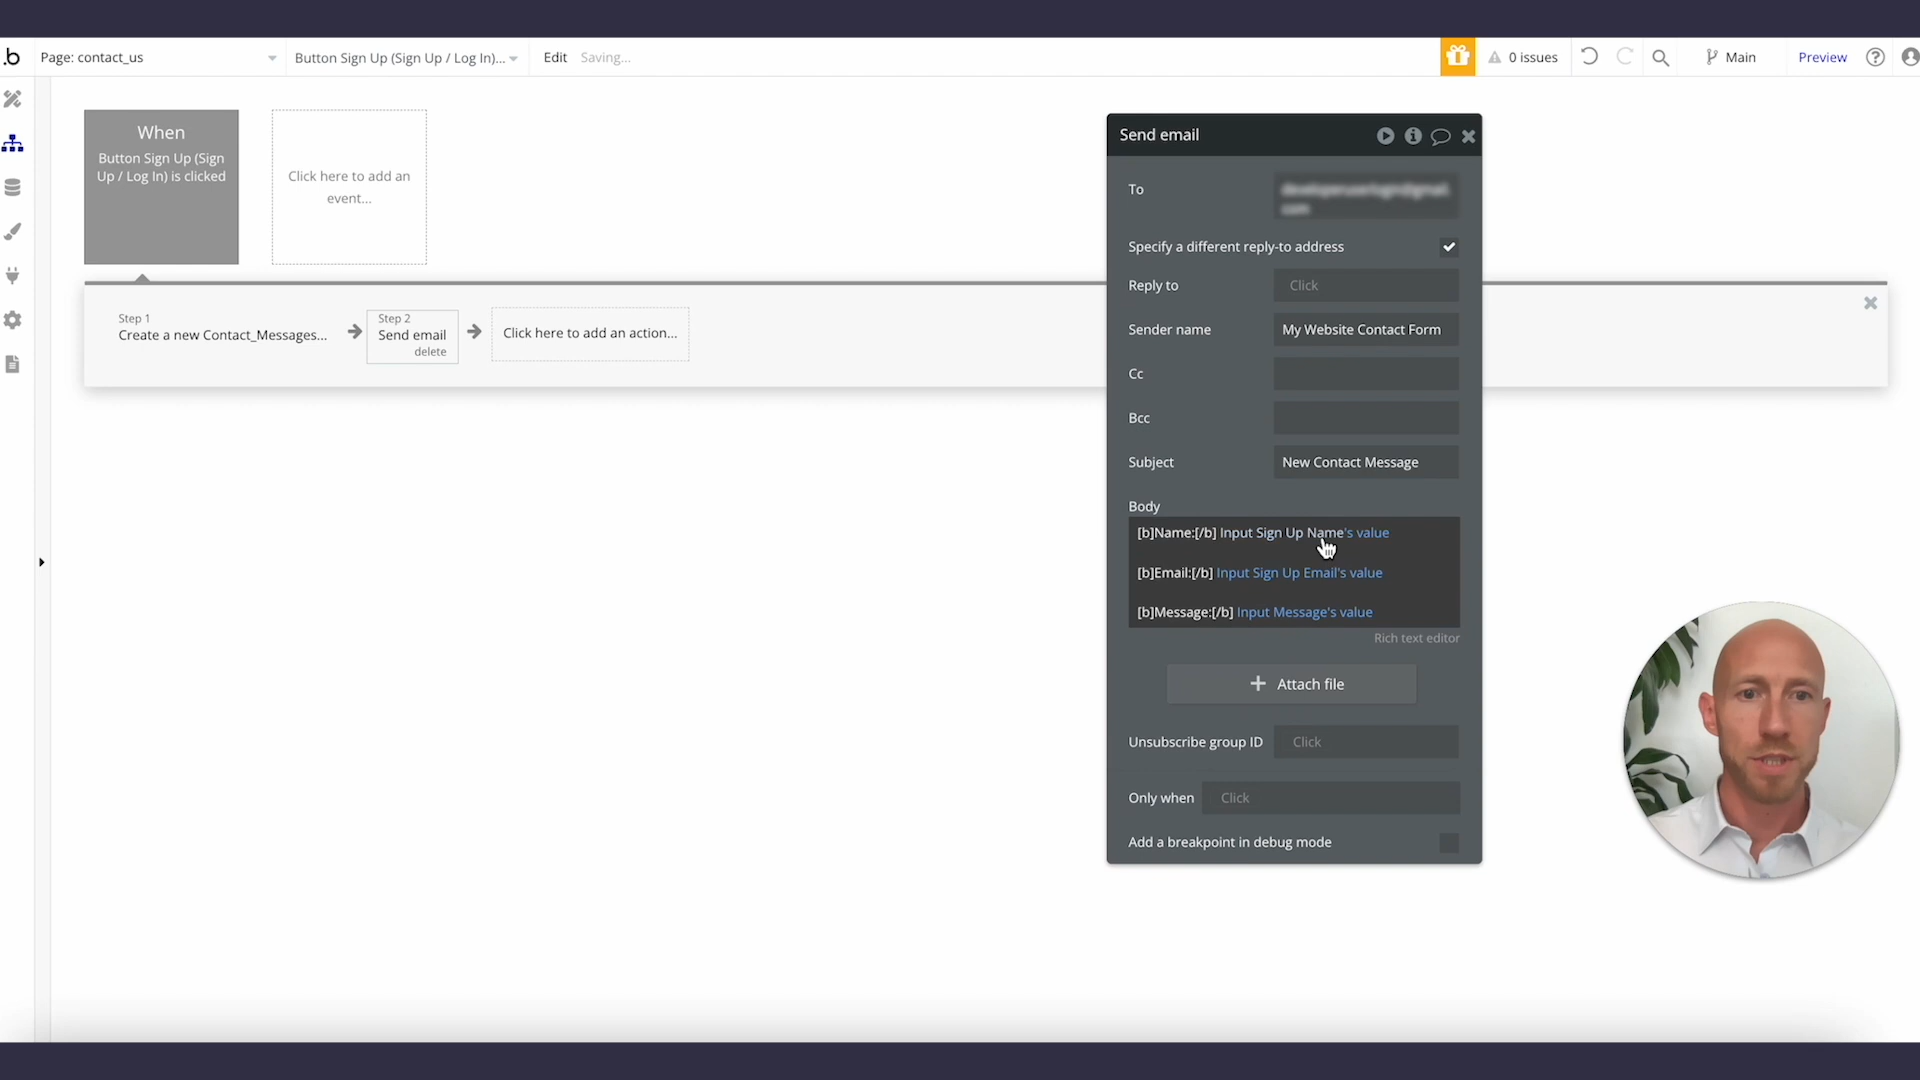 .b
Page: contact_us
Button Sign Up (Sign Up / Log In)...
Edit
Saving...
0 issues
Main
Preview
When
Button Sign Up (Sign
Up / Log In) is clicked
Click here to add an
event...
Step 1
Create a new Contact_Messages...
Step 2
Send email
delete
Click here to add an action...
Send email
To
Specify a different reply-to address
Reply to
Click
Sender name
My Website Contact Form
Cc
Bcc
Subject
New Contact Message
Body
[b]Name:[/b] Input Sign Up Name's value
[b]Email:[/b] Input Sign Up Email's value
[b]Message:[/b] Input Message's value
Rich text editor
+ Attach file
Unsubscribe group ID
Click
Only when
Click
Add a breakpoint in debug mode